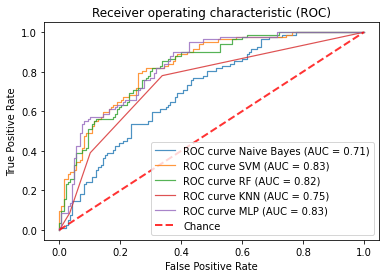 Receiver operating characteristic (ROC)
True Positive Rate
1.0
0.8
0.6
0.4
0.2
0.0
ROC curve Naive Bayes (AUC = 0.71)
ROC curve SVM (AUC = 0.83)
ROC curve RF (AUC = 0.82)
ROC curve KNN (AUC = 0.75)
ROC curve MLP (AUC = 0.83)
Chance
0.0 0.2 0.4 0.6 0.8 1.0
False Positive Rate